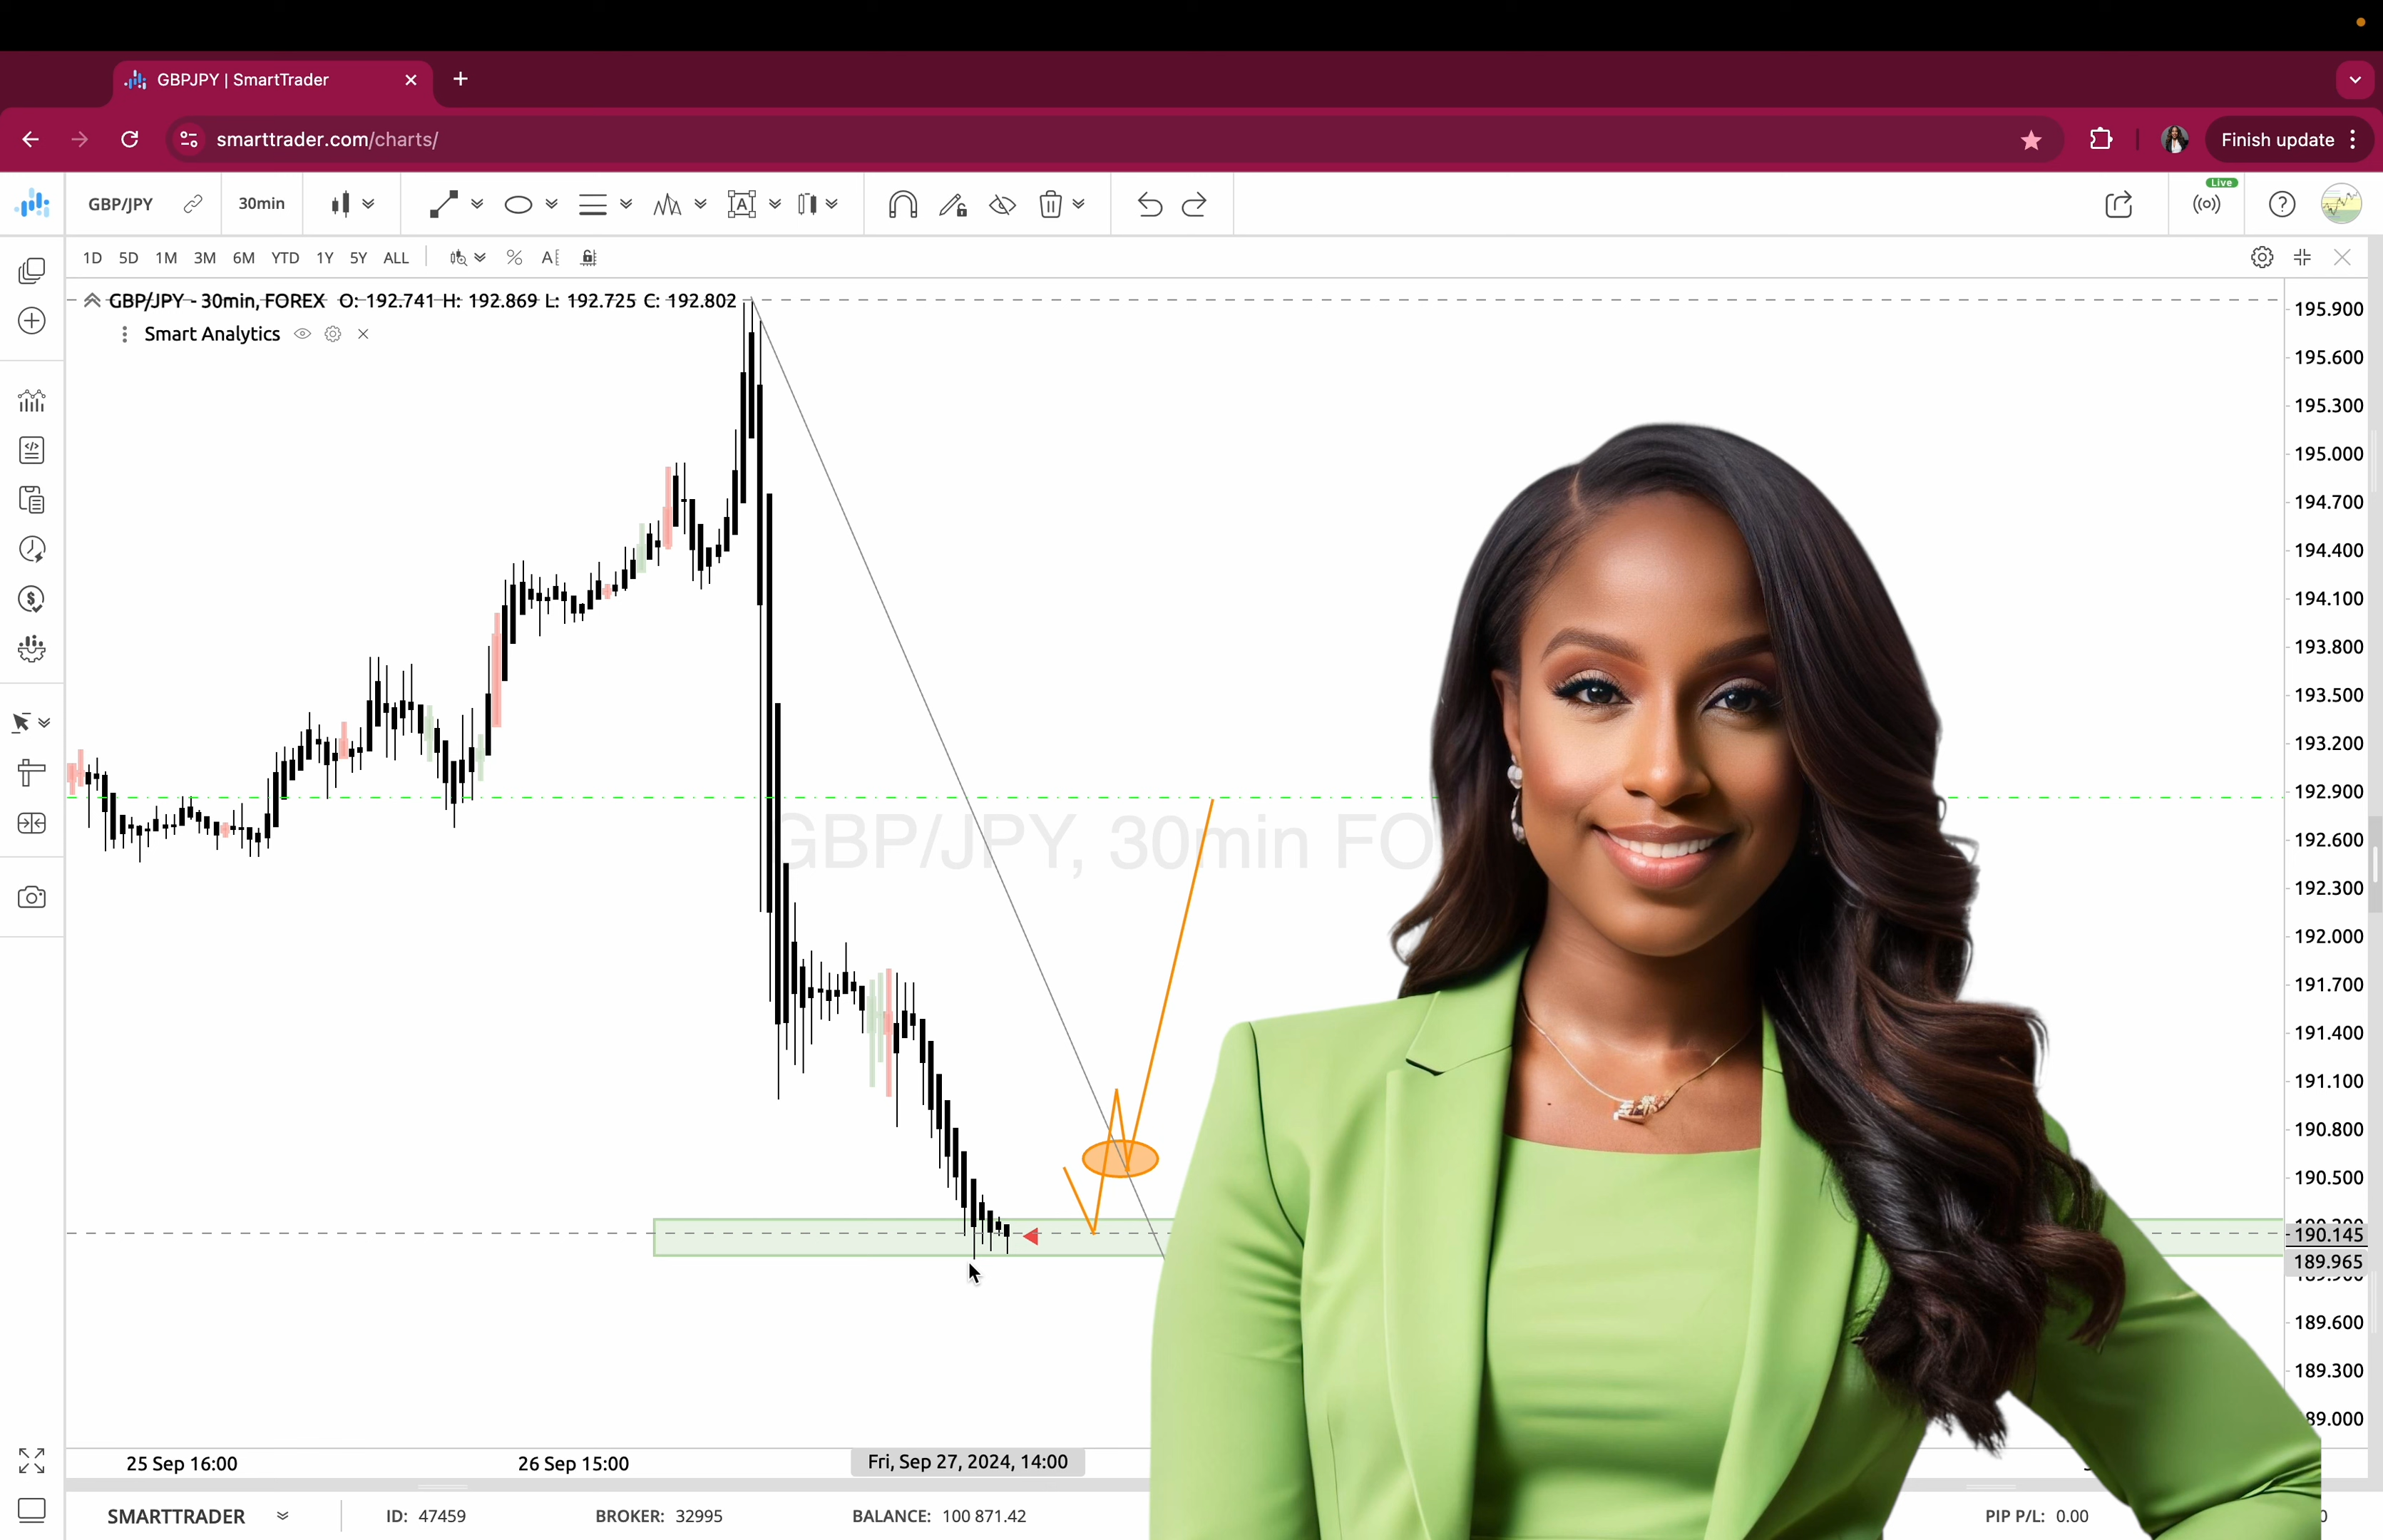 GBPJPY | SmartTrader
smarttrader.com/charts/
Finish update
GBP/JPY
30min
A
Live
1D 5D 1M 3M 6M YTD 1Y 5Y ALL
% A
GBP/JPY - 30min, FOREX O: 192.741 H: 192.869 L: 192.725 C: 192.802
Smart Analytics
GBP/JPY, 30min FO
195.900
195.600
195.300
195.000
194.700
194.400
194.100
193.800
193.500
193.200
192.900
192.600
192.300
192.000
191.700
191.400
191.100
190.800
190.500
190.145
189.965
189.600
189.300
89.000
25 Sep 16:00
26 Sep 15:00
Fri, Sep 27, 2024, 14:00
SMARTTRADER
ID: 47459
BROKER: 32995
BALANCE: 100 871.42
PIP P/L: 0.00